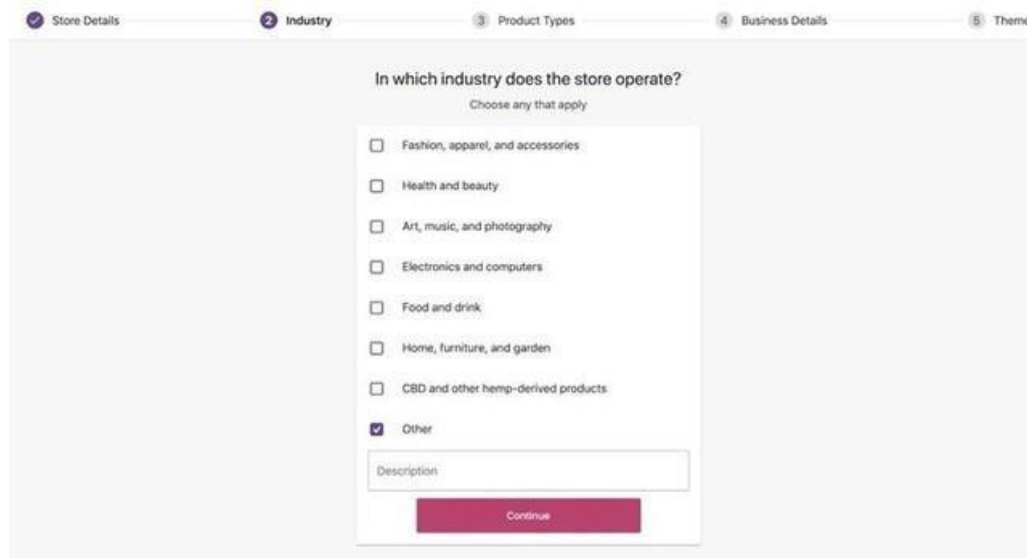 Store Details
2 Industry
3 Product Types
4 Business Details
5 Theme
In which industry does the store operate?
Choose any that apply
Fashion, apparel, and accessories
Health and beauty
Art, music, and photography
Electronics and computers
Food and drink
Home, furniture, and garden
CBD and other hemp-derived products
Other
Description
Continue